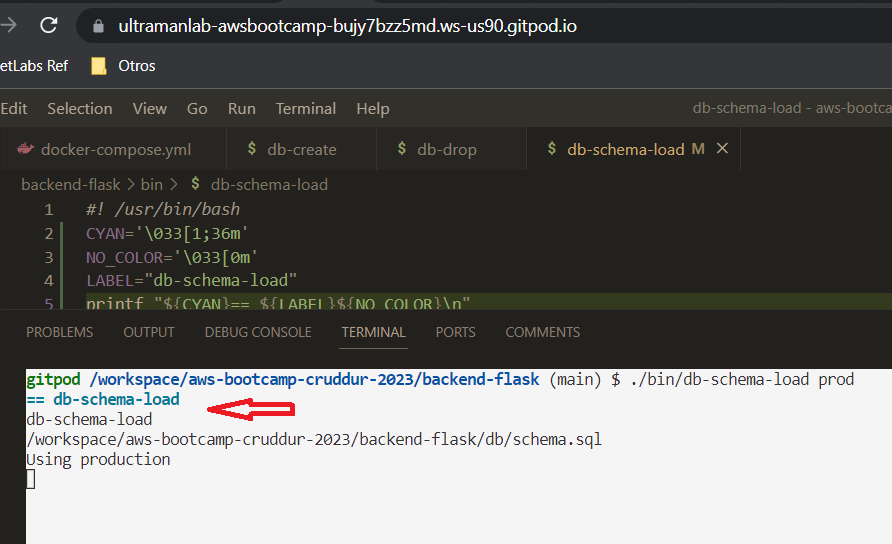 ultramanlab-awsbootcamp-bujy7bzz5md.ws-us90.gitpod.io
etLabs Ref Otros
Edit Selection View Go Run Terminal Help db-schema-load - aws-bootca
docker-compose.yml $ db-create $ db-drop $ db-schema-load M
backend-flask > bin > $ db-schema-load
1 #! /usr/bin/bash
2 CYAN='\033[1;36m'
3 NO_COLOR='\033[0m'
4 LABEL="db-schema-load"
5 printf "${CYAN}== ${LABEL}${NO_COLOR}\n"
PROBLEMS OUTPUT DEBUG CONSOLE TERMINAL PORTS COMMENTS
gitpod /workspace/aws-bootcamp-cruddur-2023/backend-flask (main) $ ./bin/db-schema-load prod
== db-schema-load
db-schema-load
/workspace/aws-bootcamp-cruddur-2023/backend-flask/db/schema.sql
Using production